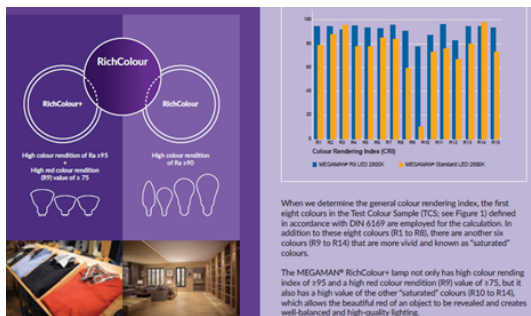 RichColour
RichColour+
RichColour
High colour rendition of Ra ≥95
+
High red colour rendition
(R9) value of ≥ 75
High colour rendition
of Ra ≥90
100
80
60
40
20
0
R1 R2 R3 R4 R5 R6 R7 R8 R9 R10 R11 R12 R13 R14 R15
Colour Rendering Index (CRI)
MEGAMAN® R9 LED 2800K
MEGAMAN® Standard LED 2800K
When we determine the general colour rendering index, the first
eight colours in the Test Colour Sample (TCS; see Figure 1) defined
in accordance with DIN 6169 are employed for the calculation. In
addition to these eight colours (R1 to R8), there are another six
colours (R9 to R14) that are more vivid and known as "saturated"
colours.
The MEGAMAN® RichColour+ lamp not only has high colour rending
index of ≥95 and a high red colour rendition (R9) value of ≥75, but it
also has a high value of the other "saturated" colours (R10 to R14),
which allows the beautiful red of an object to be revealed and creates
well-balanced and high-quality lighting.